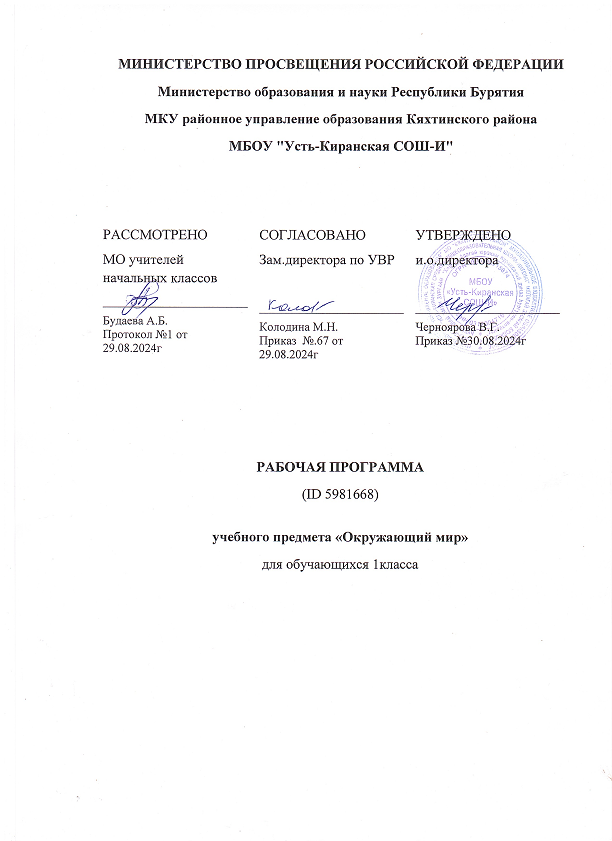 МИНИСТЕРСТВО ПРОСВЕЩЕНИЯ РОССИЙСКОЙ ФЕДЕРАЦИИ
Министерство образования и науки Республики Бурятия
МКУ районное управление образования Кяхтинского района
МБОУ "Усть-Киранская СОШ-И"
РАССМОТРЕНО
МО учителей
начальных классов
Будаева А.Б.
Протокол №1 от
29.08.2024г
СОГЛАСОВАНО
Зам.директора по УВР
Колодина М.Н.
Приказ №.67 от
29.08.2024г
УТВЕРЖДЕНО
и.о.директора
МБОУ
«Усть-Киранская
СОШ-И»
Черноярова В.Г.
Приказ №30.08.2024г
РАБОЧАЯ ПРОГРАММА
(ID 5981668)
учебного предмета «Окружающий мир»
для обучающихся 1класса